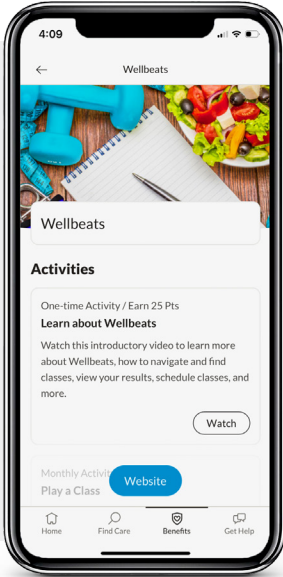 4:09
Wellbeats
Wellbeats
Activities
One-time Activity / Earn 25 Pts
Learn about Wellbeats
Watch this introductory video to learn more
about Wellbeats, how to navigate and find
classes, view your results, schedule classes, and
more.
Watch
Monthly Activit
Play a Class
Website
Home
Find Care
Benefits
Get Help